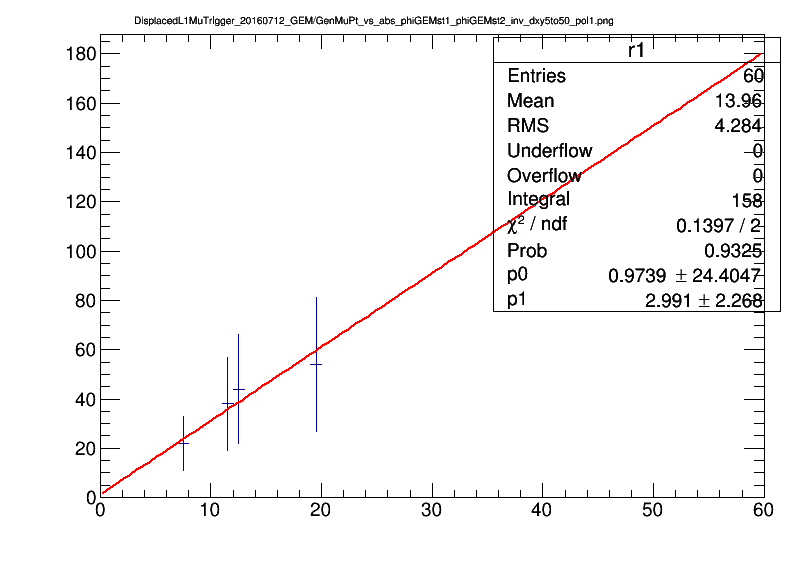 DisplacedL1MuTrigger_20160712_GEM/GenMuPt_vs_abs_phiGEMst1_phiGEMst2_inv_dxy5to50_pol1.png
r1
Entries 60
Mean 13.96
RMS 4.284
Underflow 0
Overflow 0
Integral 158
χ² / ndf 0.1397 / 2
Prob 0.9325
p0 0.9739 ± 24.4047
p1 2.991 ± 2.268
180
160
140
120
100
80
60
40
20
0
0 10 20 30 40 50 60